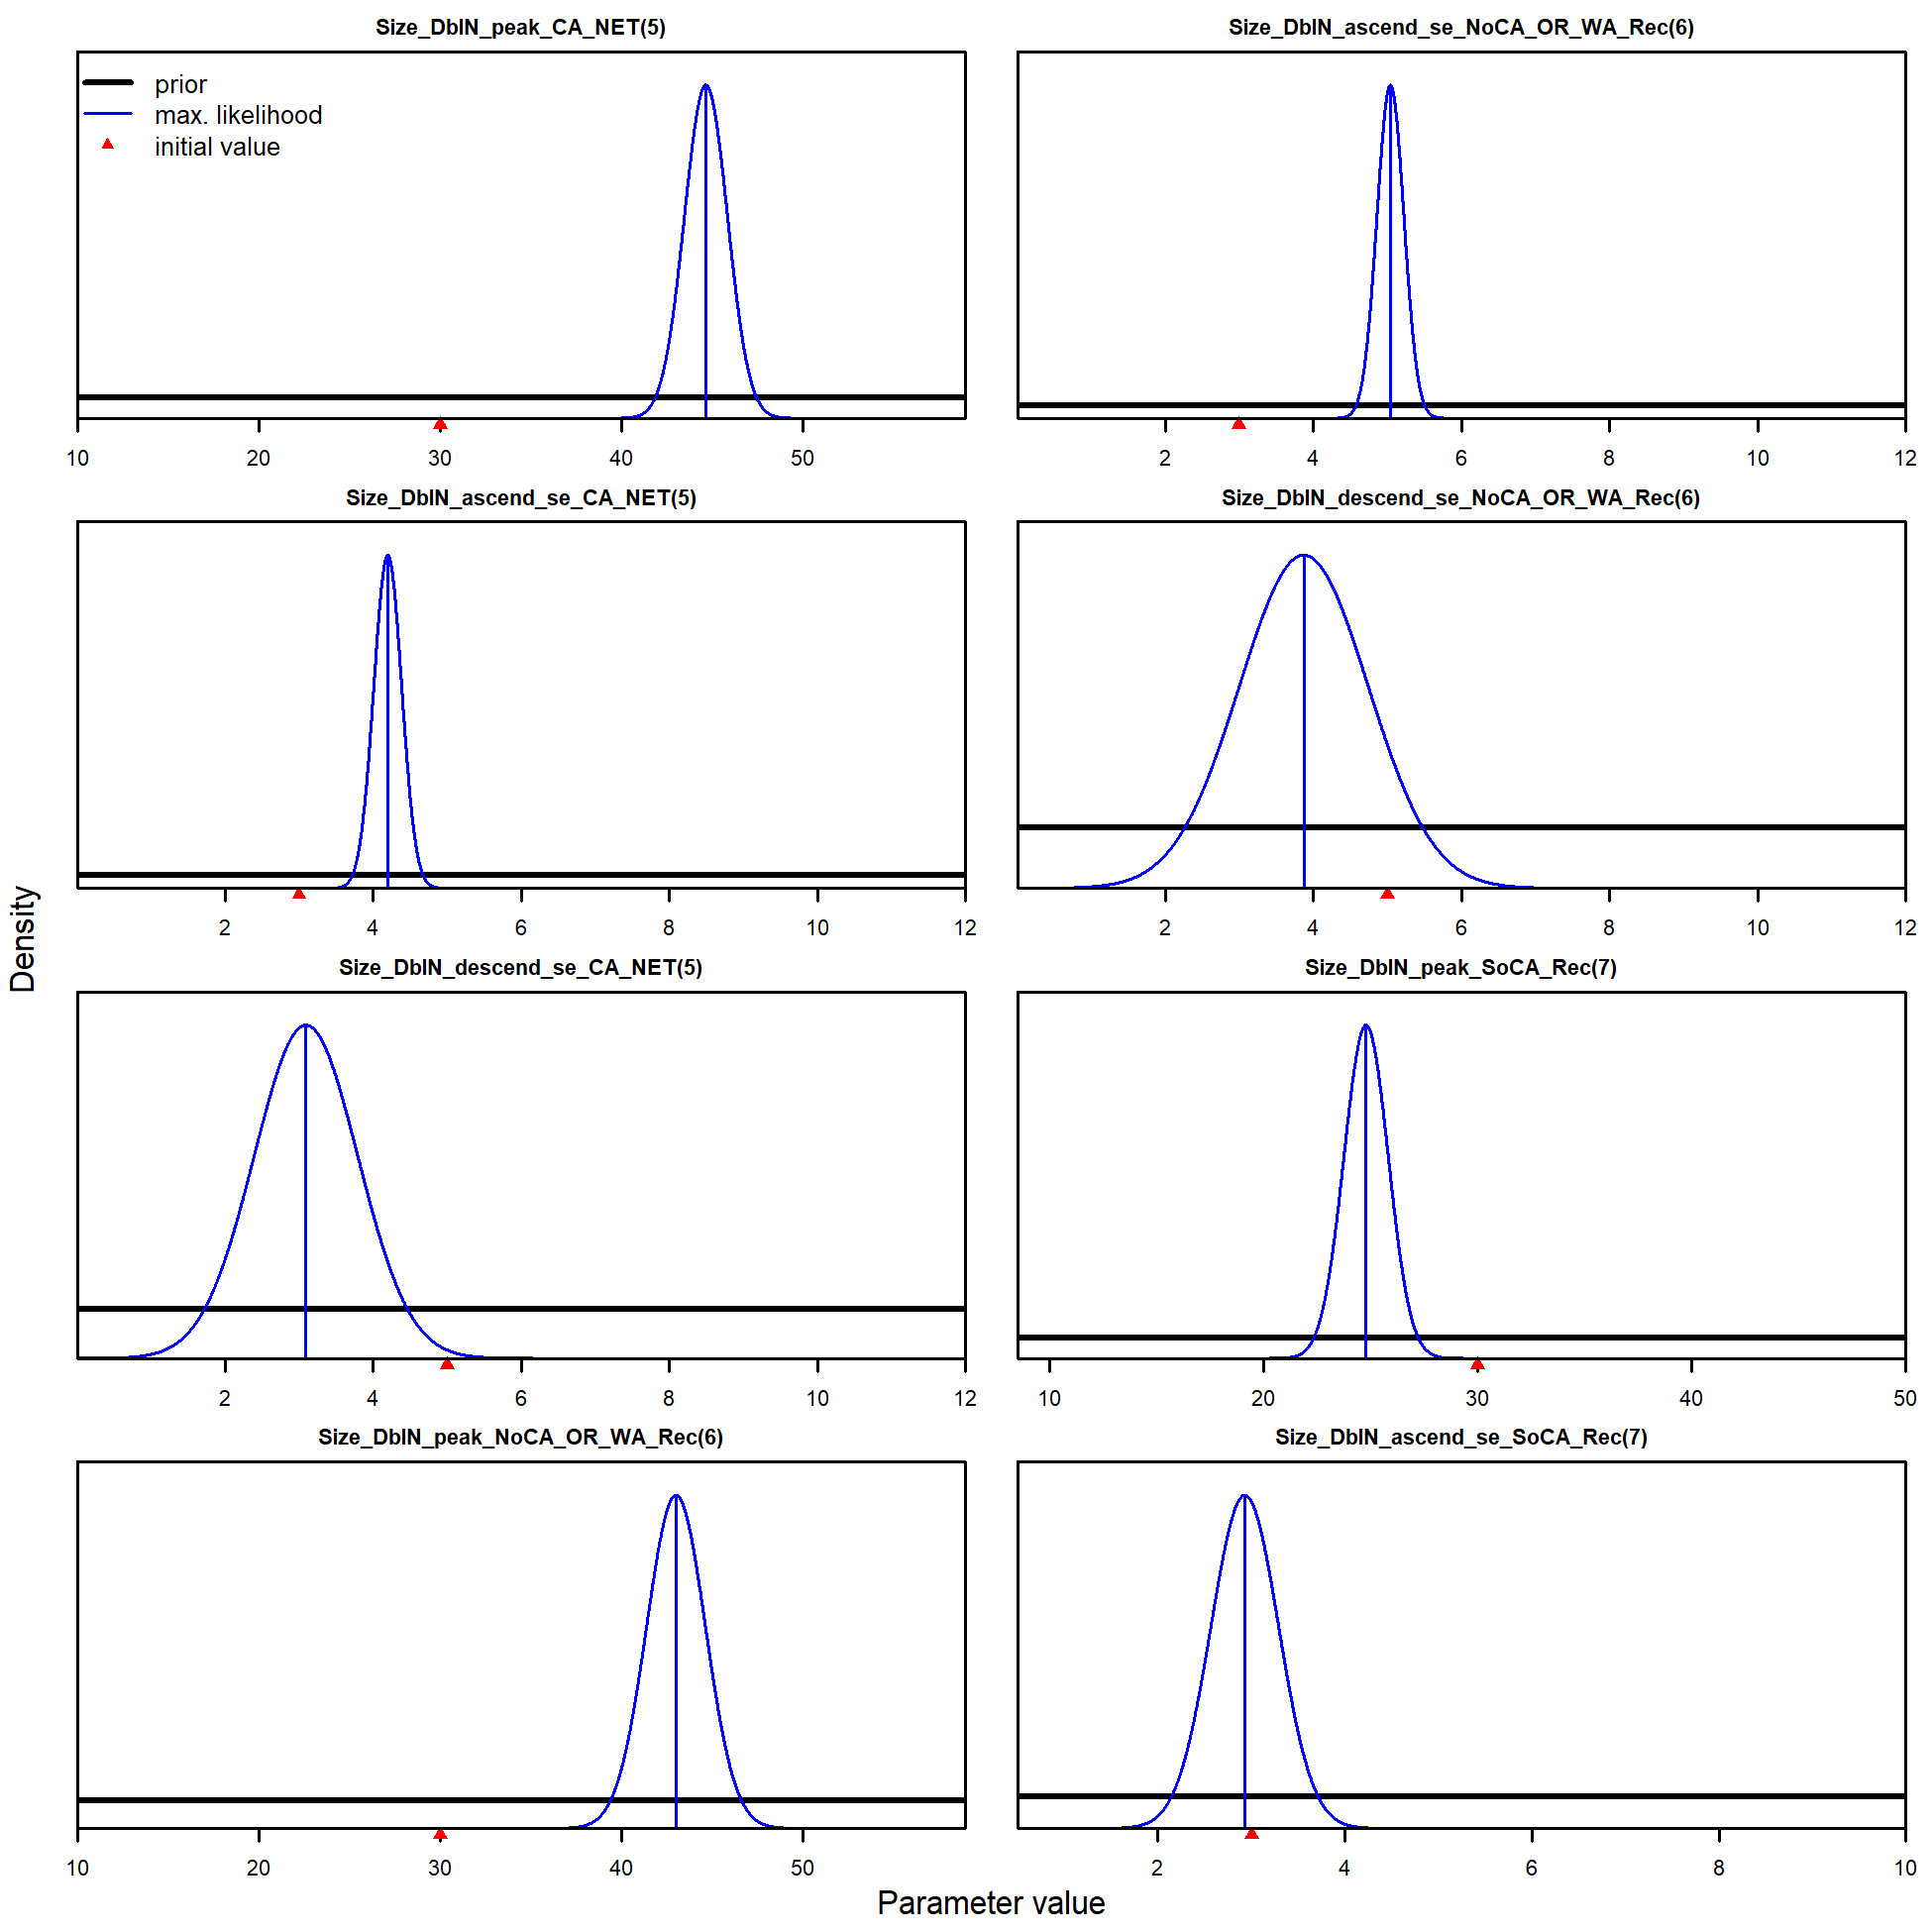 Size_DblN_peak_CA_NET(5)
prior
max. likelihood
initial value
10 20 30 40 50
Size_DblN_ascend_se_NoCA_OR_WA_Rec(6)
2 4 6 8 10 12
Size_DblN_ascend_se_CA_NET(5)
2 4 6 8 10 12
Size_DblN_descend_se_NoCA_OR_WA_Rec(6)
2 4 6 8 10 12
Size_DblN_descend_se_CA_NET(5)
2 4 6 8 10 12
Size_DblN_peak_SoCA_Rec(7)
10 20 30 40 50
Size_DblN_peak_NoCA_OR_WA_Rec(6)
10 20 30 40 50
Size_DblN_ascend_se_SoCA_Rec(7)
2 4 6 8 10
Density
Parameter value